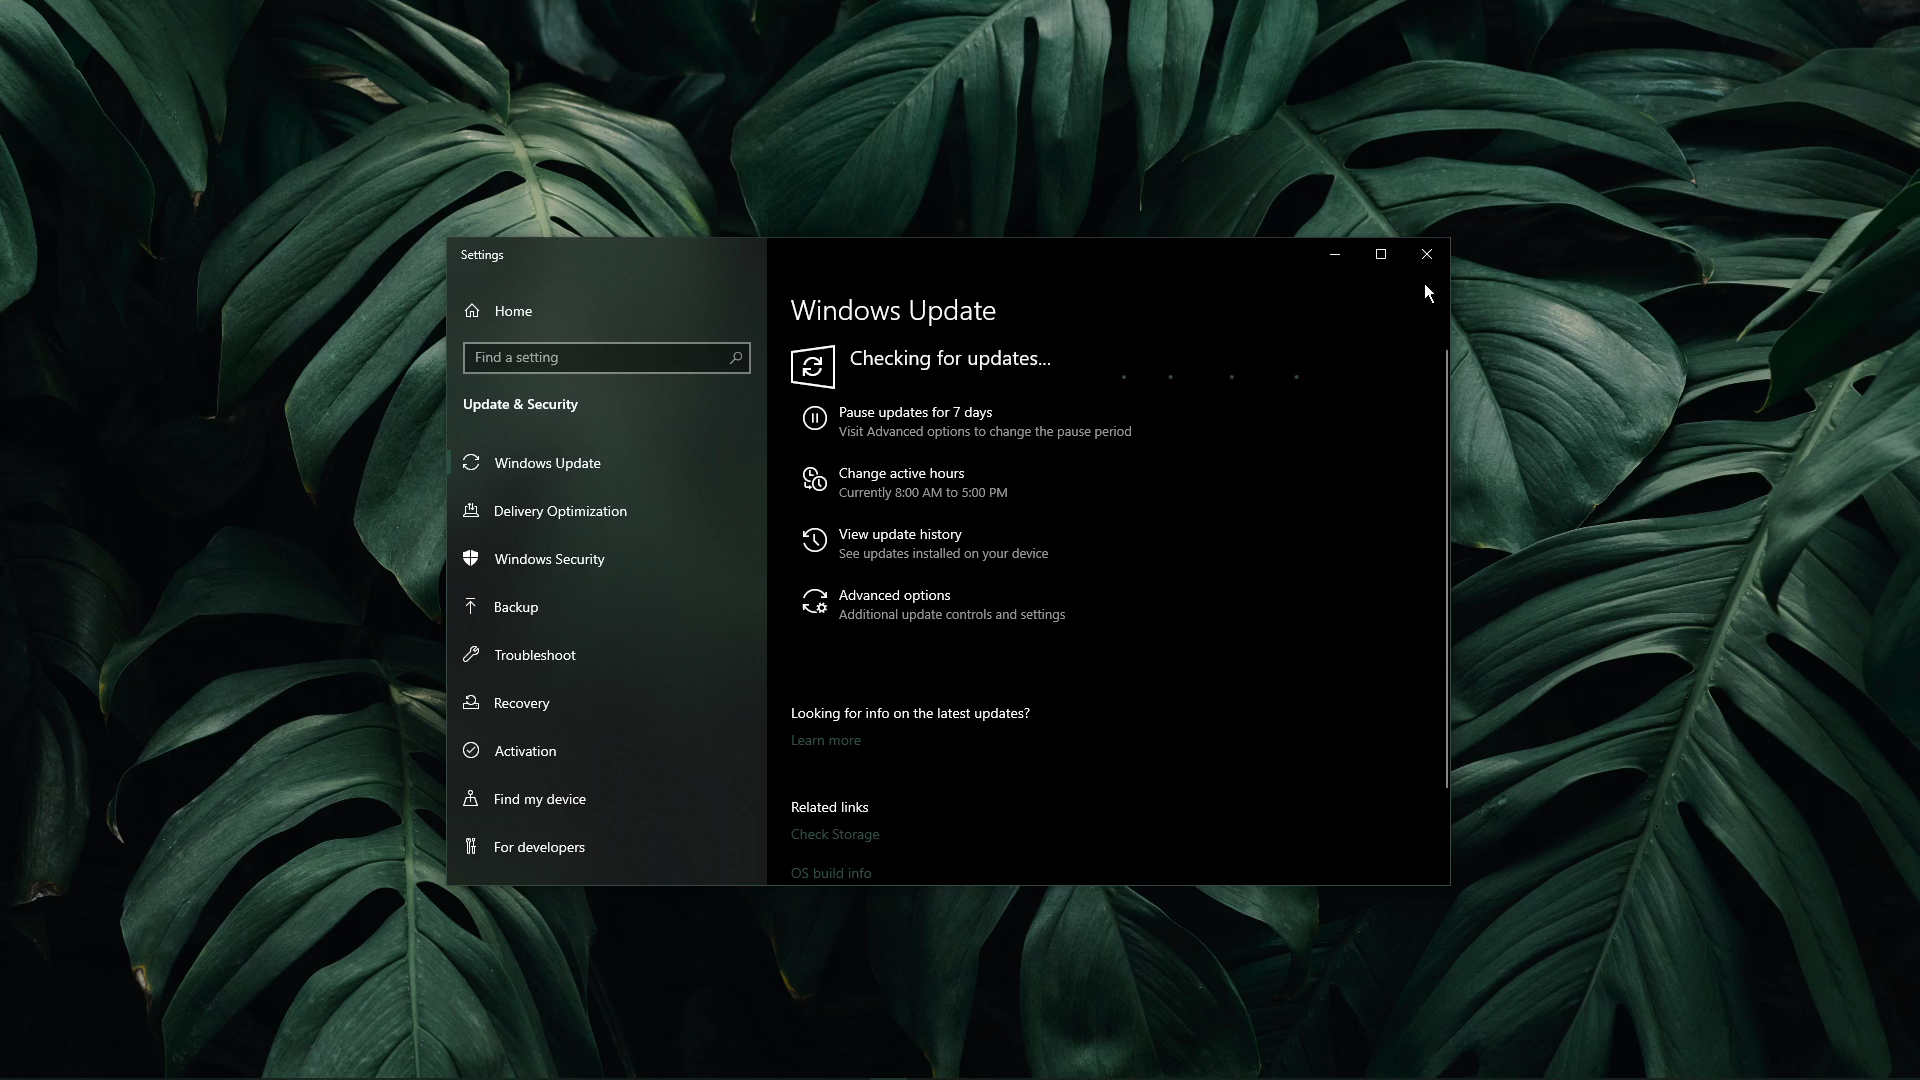 Settings
Home
Find a setting
Update & Security
Windows Update
Delivery Optimization
Windows Security
Backup
Troubleshoot
Recovery
Activation
Find my device
For developers
Windows Update
Checking for updates...
Pause updates for 7 days
Visit Advanced options to change the pause period
Change active hours
Currently 8:00 AM to 5:00 PM
View update history
See updates installed on your device
Advanced options
Additional update controls and settings
Looking for info on the latest updates?
Learn more
Related links
Check Storage
OS build info